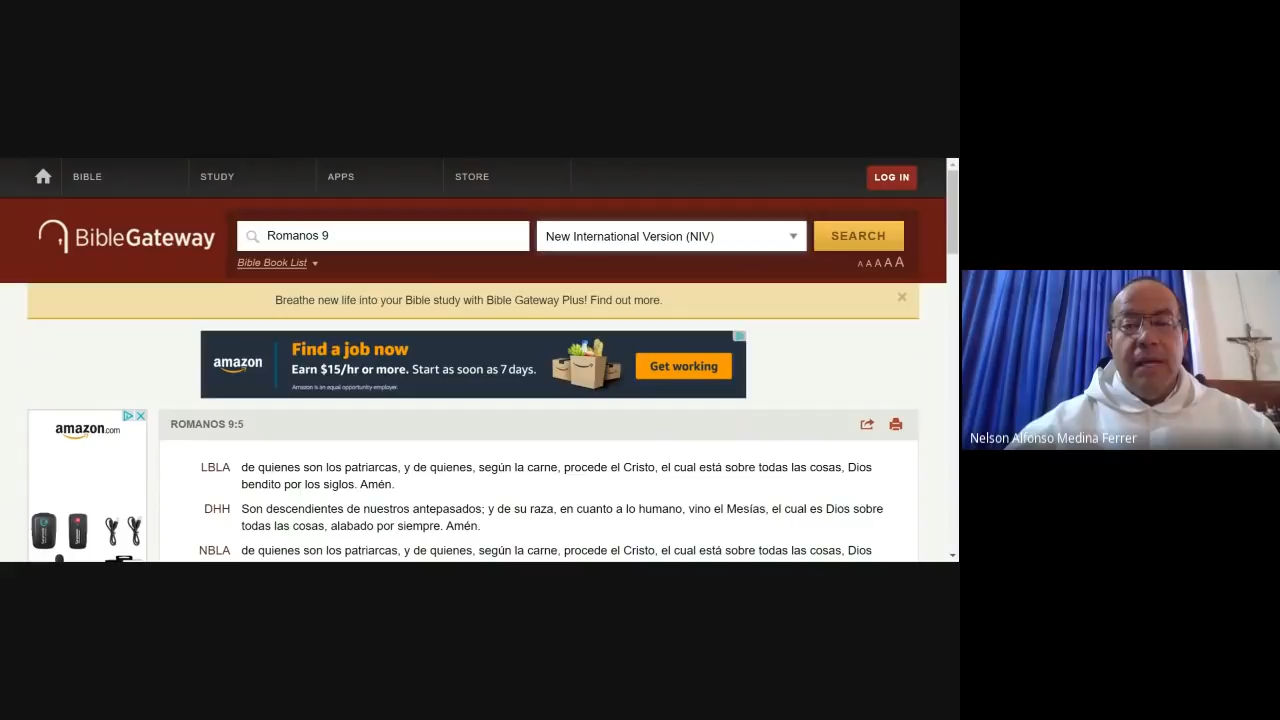 BIBLE
STUDY
APPS
STORE
LOG IN
BibleGateway
Romanos 9
New International Version (NIV)
SEARCH
Bible Book List
A A A A A
Breathe new life into your Bible study with Bible Gateway Plus! Find out more.
amazon
Find a job now
Earn $15/hr or more. Start as soon as 7 days.
Amazon is an equal opportunity employer.
Get working
amazon.com
ROMANOS 9:5
LBLA de quienes son los patriarcas, y de quienes, según la carne, procede el Cristo, el cual está sobre todas las cosas, Dios
bendito por los siglos. Amén.
DHH Son descendientes de nuestros antepasados; y de su raza, en cuanto a lo humano, vino el Mesías, el cual es Dios sobre
todas las cosas, alabado por siempre. Amén.
NBLA de quienes son los patriarcas, y de quienes, según la carne, procede el Cristo, el cual está sobre todas las cosas, Dios
Nelson Alfonso Medina Ferrer